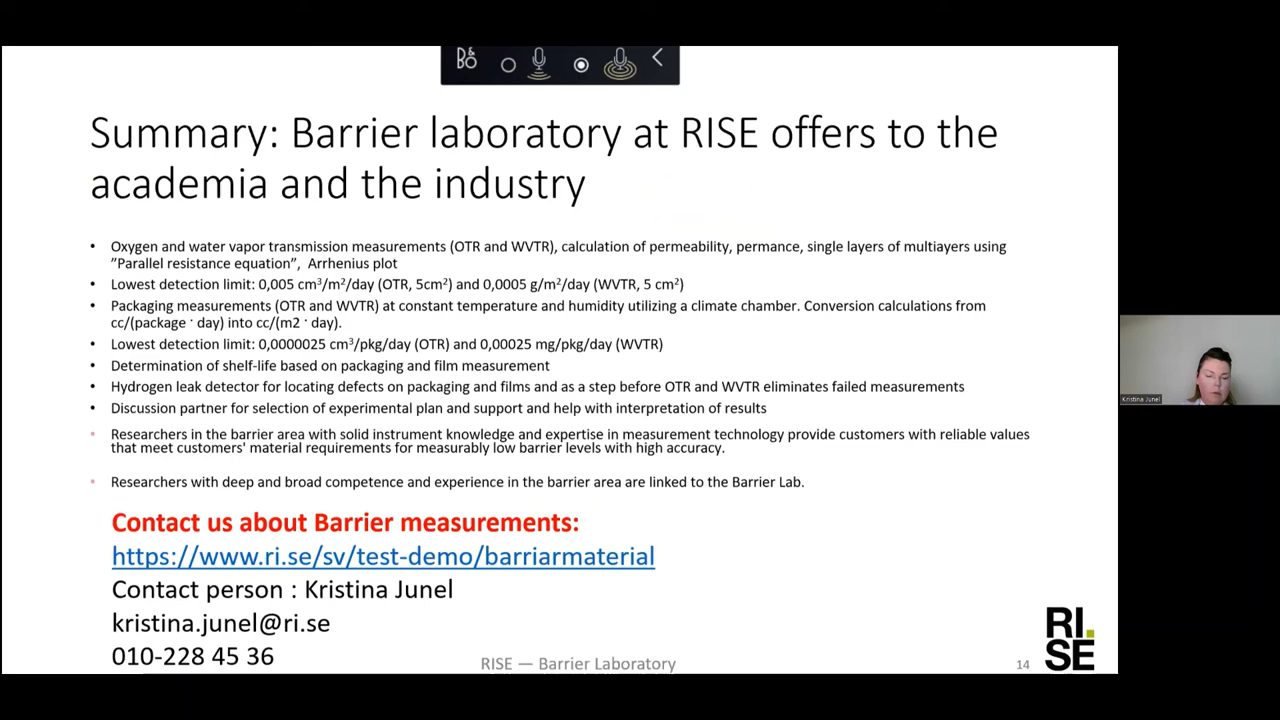 B&O
Summary: Barrier laboratory at RISE offers to the
academia and the industry
• Oxygen and water vapor transmission measurements (OTR and WVTR), calculation of permeability, permance, single layers of multiayers using
”Parallel resistance equation”, Arrhenius plot
• Lowest detection limit: 0,005 cm³/m²/day (OTR, 5cm²) and 0,0005 g/m²/day (WVTR, 5 cm²)
• Packaging measurements (OTR and WVTR) at constant temperature and humidity utilizing a climate chamber. Conversion calculations from
cc/(package · day) into cc/(m2 · day).
• Lowest detection limit: 0,0000025 cm³/pkg/day (OTR) and 0,00025 mg/pkg/day (WVTR)
• Determination of shelf-life based on packaging and film measurement
• Hydrogen leak detector for locating defects on packaging and films and as a step before OTR and WVTR eliminates failed measurements
• Discussion partner for selection of experimental plan and support and help with interpretation of results
• Researchers in the barrier area with solid instrument knowledge and expertise in measurement technology provide customers with reliable values
that meet customers' material requirements for measurably low barrier levels with high accuracy.
• Researchers with deep and broad competence and experience in the barrier area are linked to the Barrier Lab.
Contact us about Barrier measurements:
https://www.ri.se/sv/test-demo/barriarmaterial
Contact person : Kristina Junel
kristina.junel@ri.se
010-228 45 36
RISE — Barrier Laboratory
14
RI.
SE
Kristina Junel